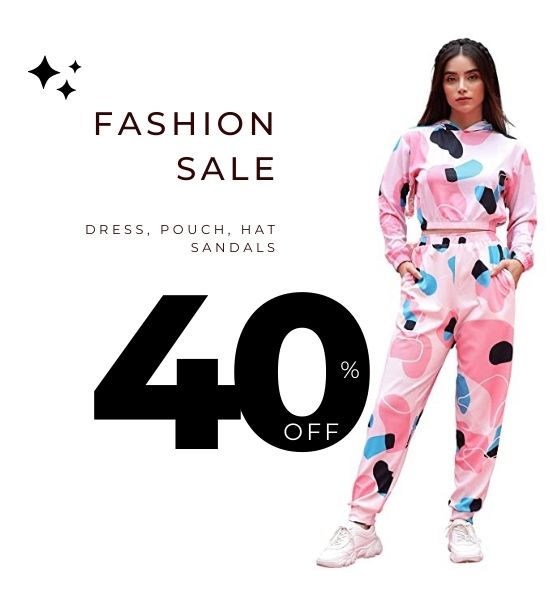 FASHION
SALE
DRESS, POUCH, HAT
SANDALS
40
%
OFF